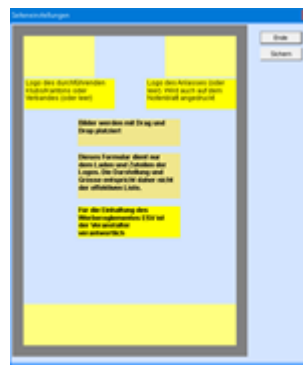 Seiteneinstellungen
Ende
Sichern
Logo des durchführenden
Klubs/Kantons oder
Verbandes (oder leer)
Logo des Anlasses (oder
leer). Wird auch auf dem
Notenblatt angedruckt
Bilder werden mit Drag und
Drop platziert
Dieses Formular dient nur
dem Laden und Zuteilen der
Logos. Die Darstellung und
Grösse entspricht daher nicht
der effektiven Liste.
Für die Einhaltung des
Werbereglementes ESV ist
der Veranstalter
verantwortlich